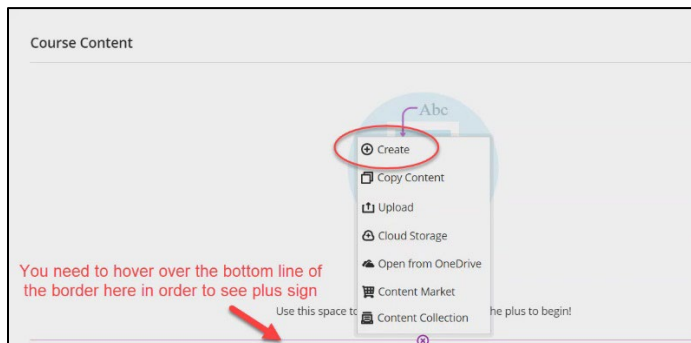 Course Content
Abc
Create
Copy Content
Upload
Cloud Storage
Open from OneDrive
Content Market
Content Collection
You need to hover over the bottom line of
the border here in order to see plus sign
Use this space to he plus to begin!